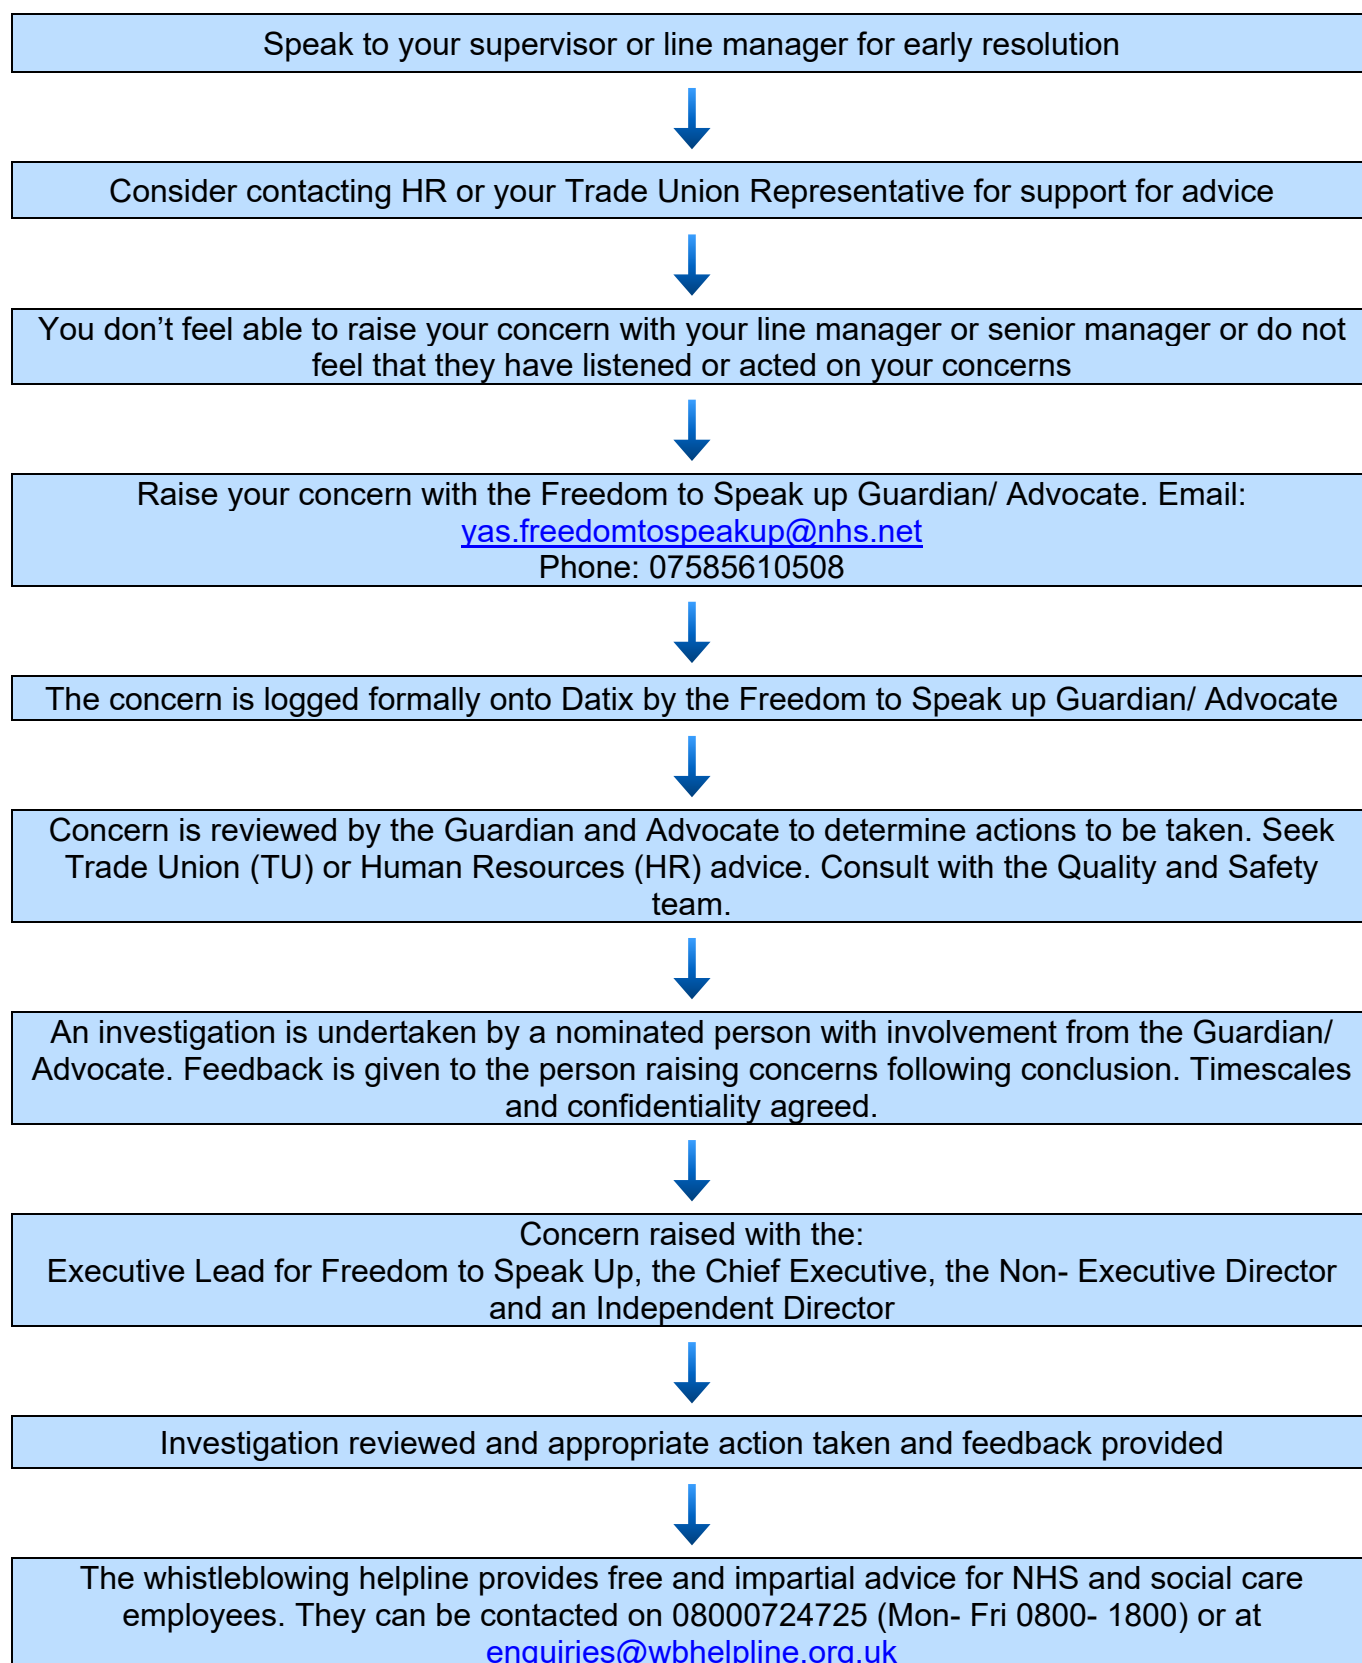 Speak to your supervisor or line manager for early resolution
Consider contacting HR or your Trade Union Representative for support for advice
You don’t feel able to raise your concern with your line manager or senior manager or do not
feel that they have listened or acted on your concerns
Raise your concern with the Freedom to Speak up Guardian/ Advocate. Email:
yas.freedomtospeakup@nhs.net
Phone: 07585610508
The concern is logged formally onto Datix by the Freedom to Speak up Guardian/ Advocate
Concern is reviewed by the Guardian and Advocate to determine actions to be taken. Seek
Trade Union (TU) or Human Resources (HR) advice. Consult with the Quality and Safety
team.
An investigation is undertaken by a nominated person with involvement from the Guardian/
Advocate. Feedback is given to the person raising concerns following conclusion. Timescales
and confidentiality agreed.
Concern raised with the:
Executive Lead for Freedom to Speak Up, the Chief Executive, the Non- Executive Director
and an Independent Director
Investigation reviewed and appropriate action taken and feedback provided
The whistleblowing helpline provides free and impartial advice for NHS and social care
employees. They can be contacted on 08000724725 (Mon- Fri 0800- 1800) or at
enquiries@wbhelpline.org.uk